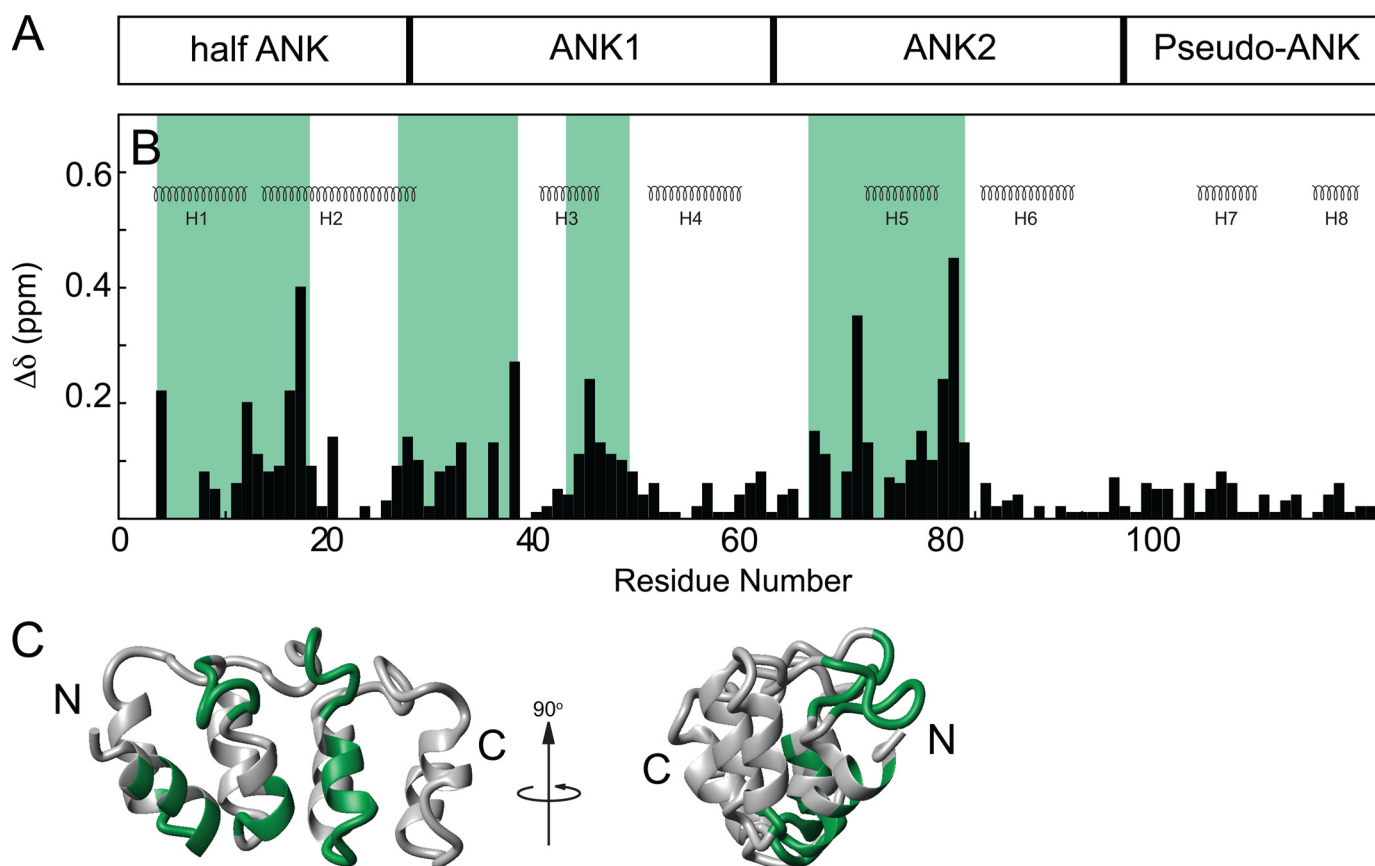 A
half ANK ANK1 ANK2 Pseudo-ANK
B
0.6
H1 H2 H3 H4 H5 H6 H7 H8
0.4
Δδ (ppm)
0.2
0 20 40 60 80 100
Residue Number
C
N
C
90°
C
N